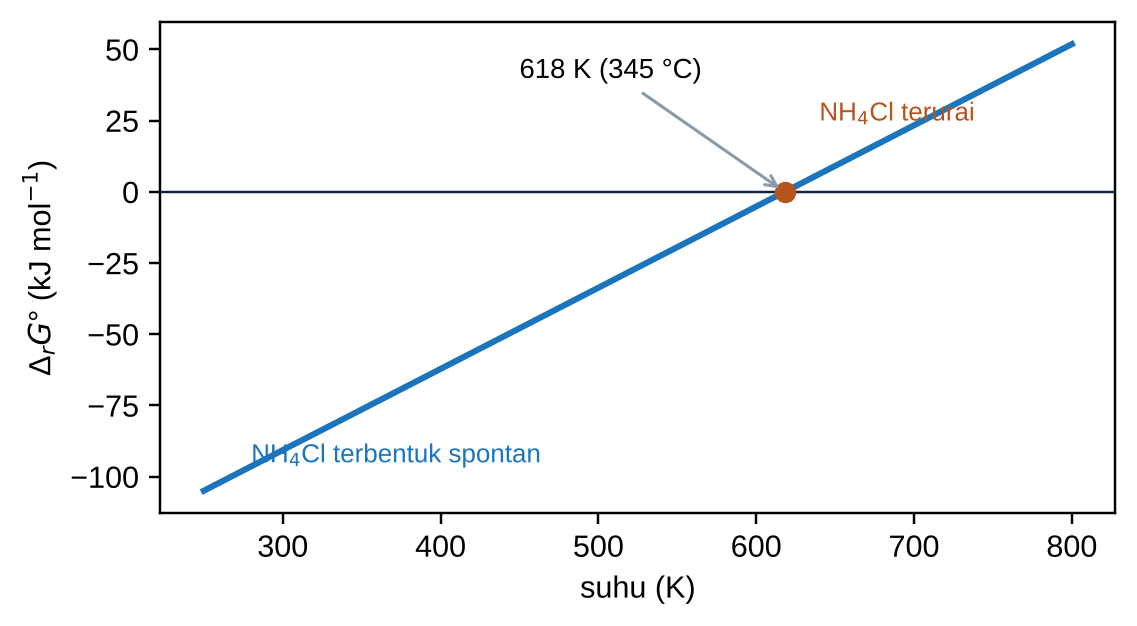 50
25
0
−25
−50
−75
−100
ΔᵣG° (kJ mol⁻¹)
618 K (345 °C)
NH₄Cl terurai
NH₄Cl terbentuk spontan
300 400 500 600 700 800
suhu (K)